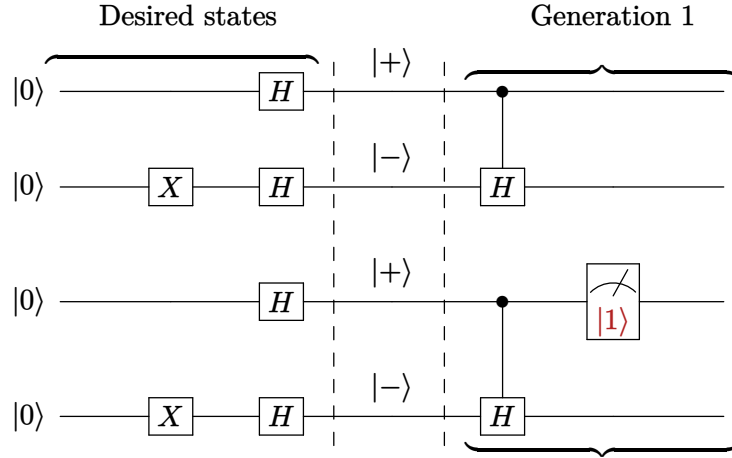 Desired states Generation 1
|+⟩
|0⟩ H
|−⟩
|0⟩ X H H
|+⟩
|0⟩ H
|1⟩
|−⟩
|0⟩ X H H